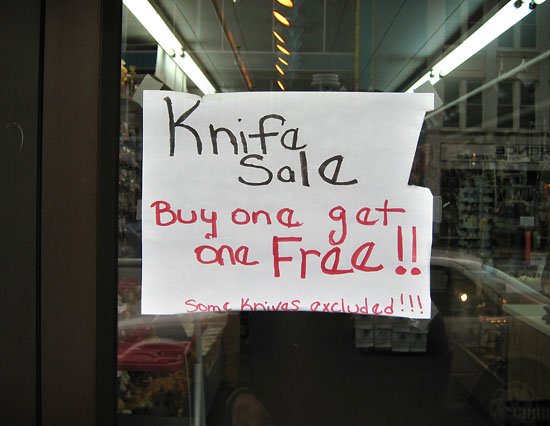 Knife
Sale
Buy one get
one Free!!
Some Knives excluded!!!